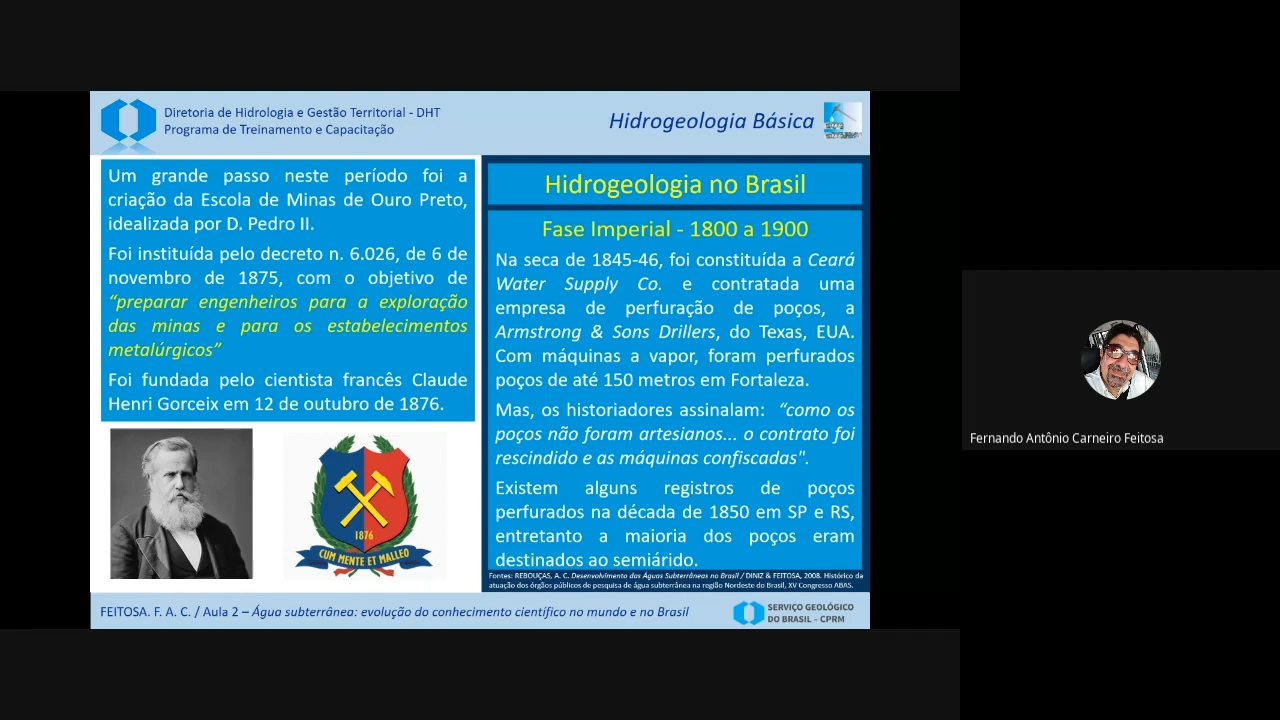 Diretoria de Hidrologia e Gestão Territorial - DHT
Programa de Treinamento e Capacitação
Hidrogeologia Básica
Um grande passo neste período foi a
criação da Escola de Minas de Ouro Preto,
idealizada por D. Pedro II.
Foi instituída pelo decreto n. 6.026, de 6 de
novembro de 1875, com o objetivo de
“preparar engenheiros para a exploração
das minas e para os estabelecimentos
metalúrgicos”
Foi fundada pelo cientista francês Claude
Henri Gorceix em 12 de outubro de 1876.
1876
CUM MENTE ET MALLEO
Hidrogeologia no Brasil
Fase Imperial - 1800 a 1900
Na seca de 1845-46, foi constituída a Ceará
Water Supply Co. e contratada uma
empresa de perfuração de poços, a
Armstrong & Sons Drillers, do Texas, EUA.
Com máquinas a vapor, foram perfurados
poços de até 150 metros em Fortaleza.
Mas, os historiadores assinalam: “como os
poços não foram artesianos... o contrato foi
rescindido e as máquinas confiscadas".
Existem alguns registros de poços
perfurados na década de 1850 em SP e RS,
entretanto a maioria dos poços eram
destinados ao semiárido.
Fontes: REBOUÇAS, A. C. Desenvolvimento das Águas Subterrâneas no Brasil / DINIZ & FEITOSA, 2008. Histórico da
atuação dos órgãos públicos de pesquisa de água subterrânea na região Nordeste do Brasil, XV Congresso ABAS.
FEITOSA. F. A. C. / Aula 2 – Água subterrânea: evolução do conhecimento científico no mundo e no Brasil
SERVIÇO GEOLÓGICO
DO BRASIL – CPRM
Fernando Antônio Carneiro Feitosa